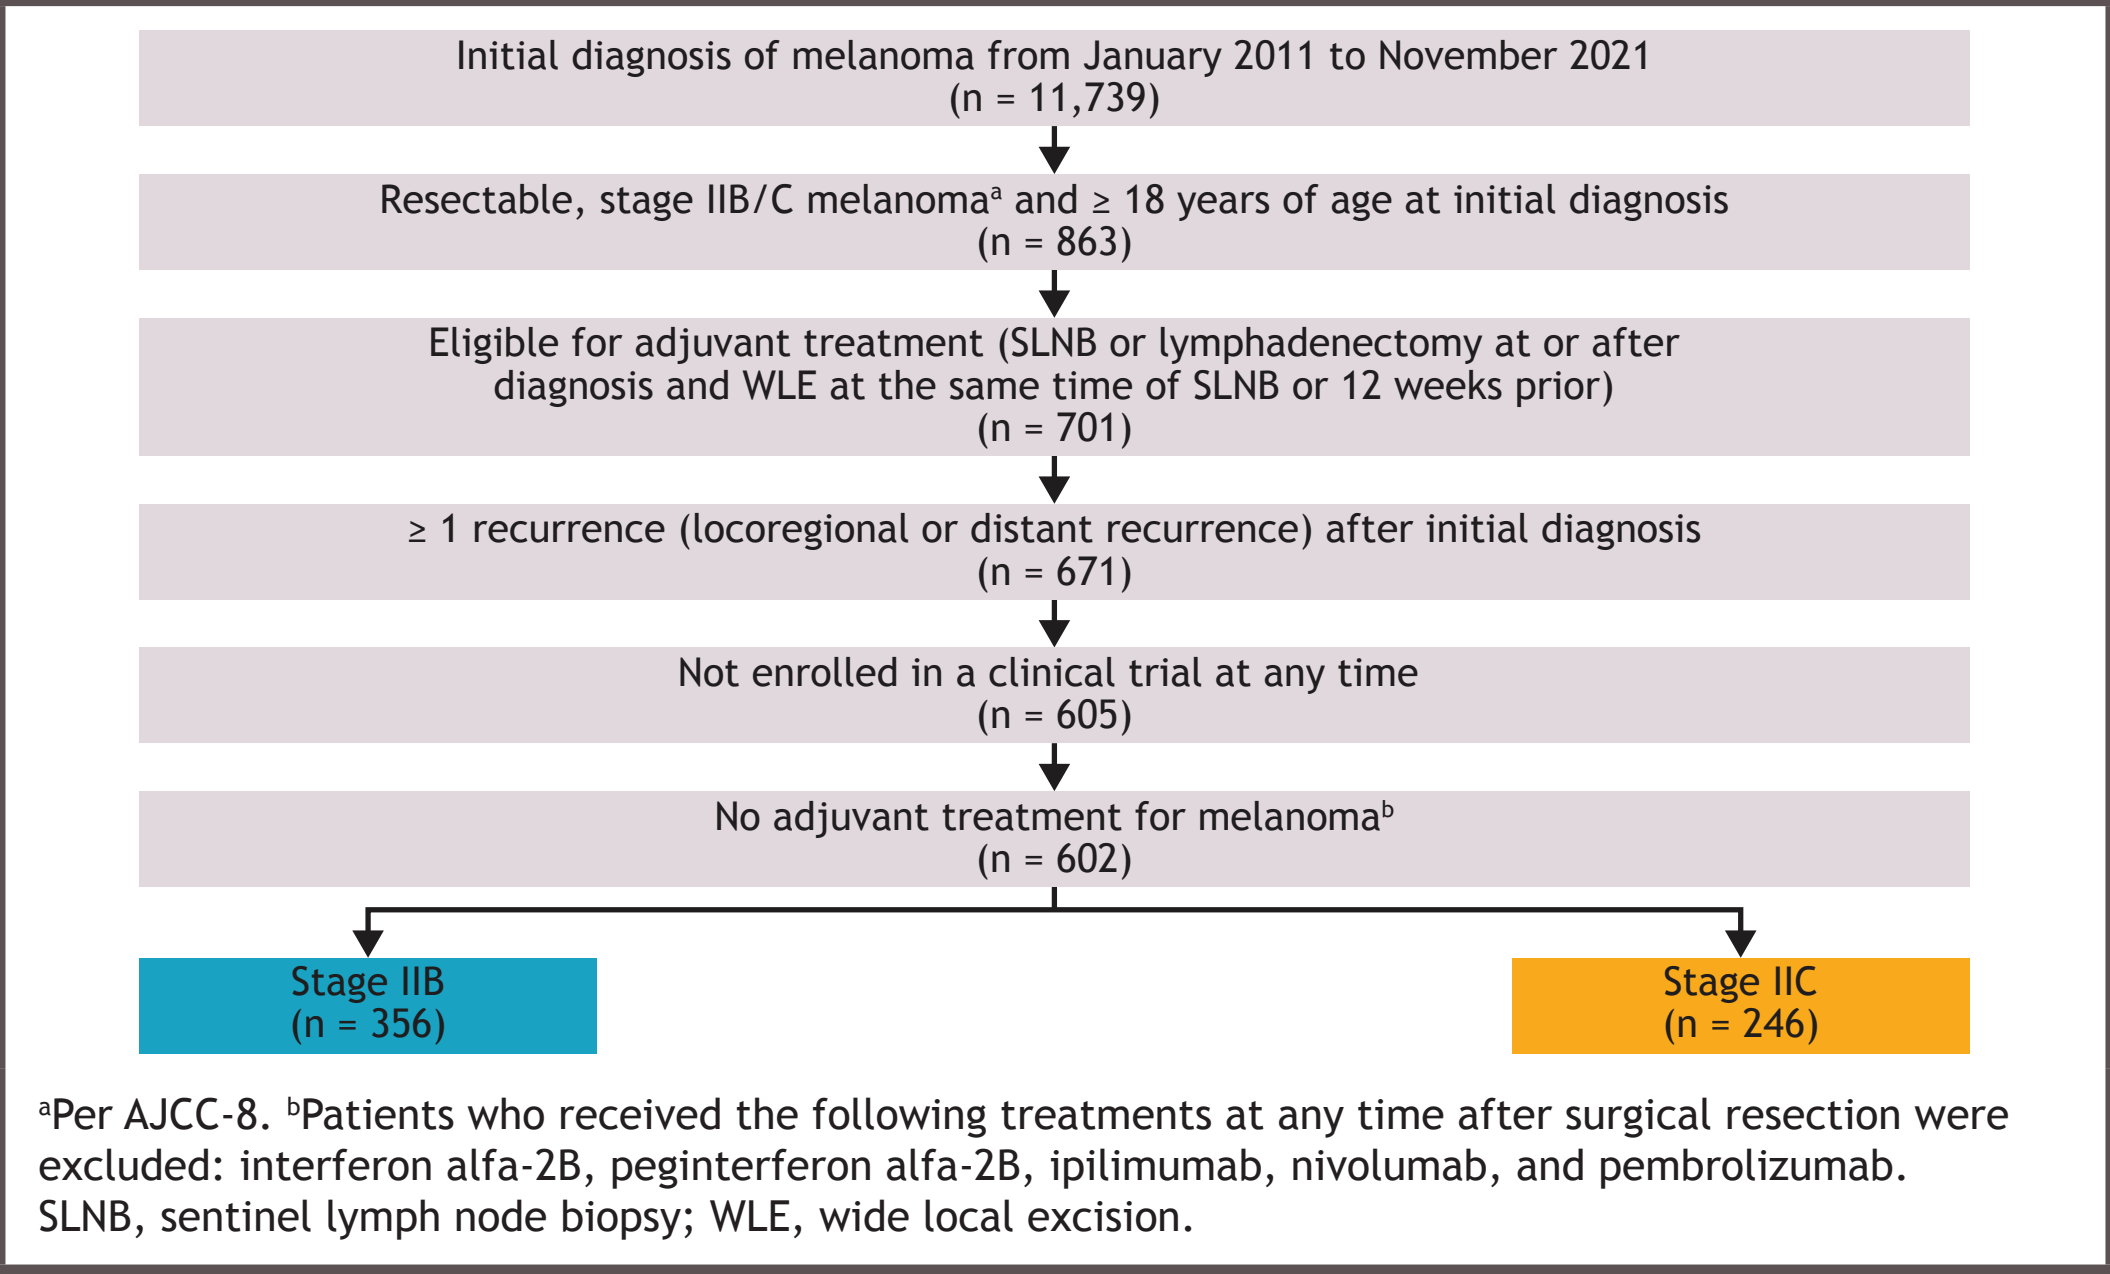 Initial diagnosis of melanoma from January 2011 to November 2021
(n = 11,739)
Resectable, stage IIB/C melanomaᵃ and ≥ 18 years of age at initial diagnosis
(n = 863)
Eligible for adjuvant treatment (SLNB or lymphadenectomy at or after
diagnosis and WLE at the same time of SLNB or 12 weeks prior)
(n = 701)
≥ 1 recurrence (locoregional or distant recurrence) after initial diagnosis
(n = 671)
Not enrolled in a clinical trial at any time
(n = 605)
No adjuvant treatment for melanomaᵇ
(n = 602)
Stage IIB
(n = 356)
Stage IIC
(n = 246)
ᵃPer AJCC-8. ᵇPatients who received the following treatments at any time after surgical resection were
excluded: interferon alfa-2B, peginterferon alfa-2B, ipilimumab, nivolumab, and pembrolizumab.
SLNB, sentinel lymph node biopsy; WLE, wide local excision.